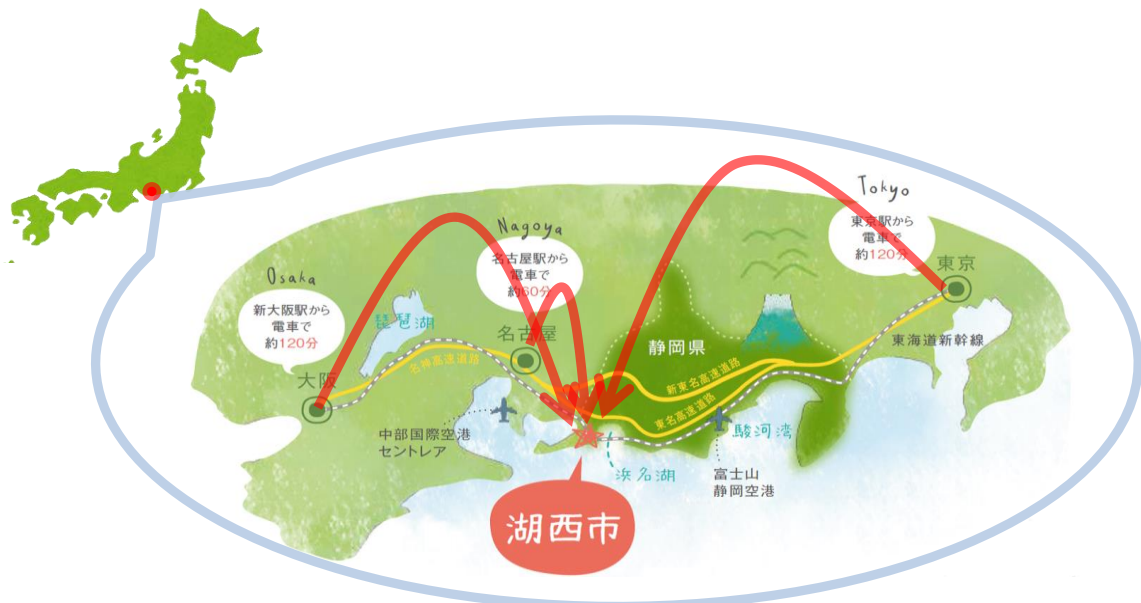 Tokyo
東京駅から
電車で
約120分
東京
Nagoya
名古屋駅から
電車で
約60分
名古屋
Osaka
新大阪駅から
電車で
約120分
大阪
琵琶湖
名神高速道路
静岡県
新東名高速道路
東名高速道路
東海道新幹線
中部国際空港
セントレア
駿河湾
浜名湖
富士山
静岡空港
湖西市